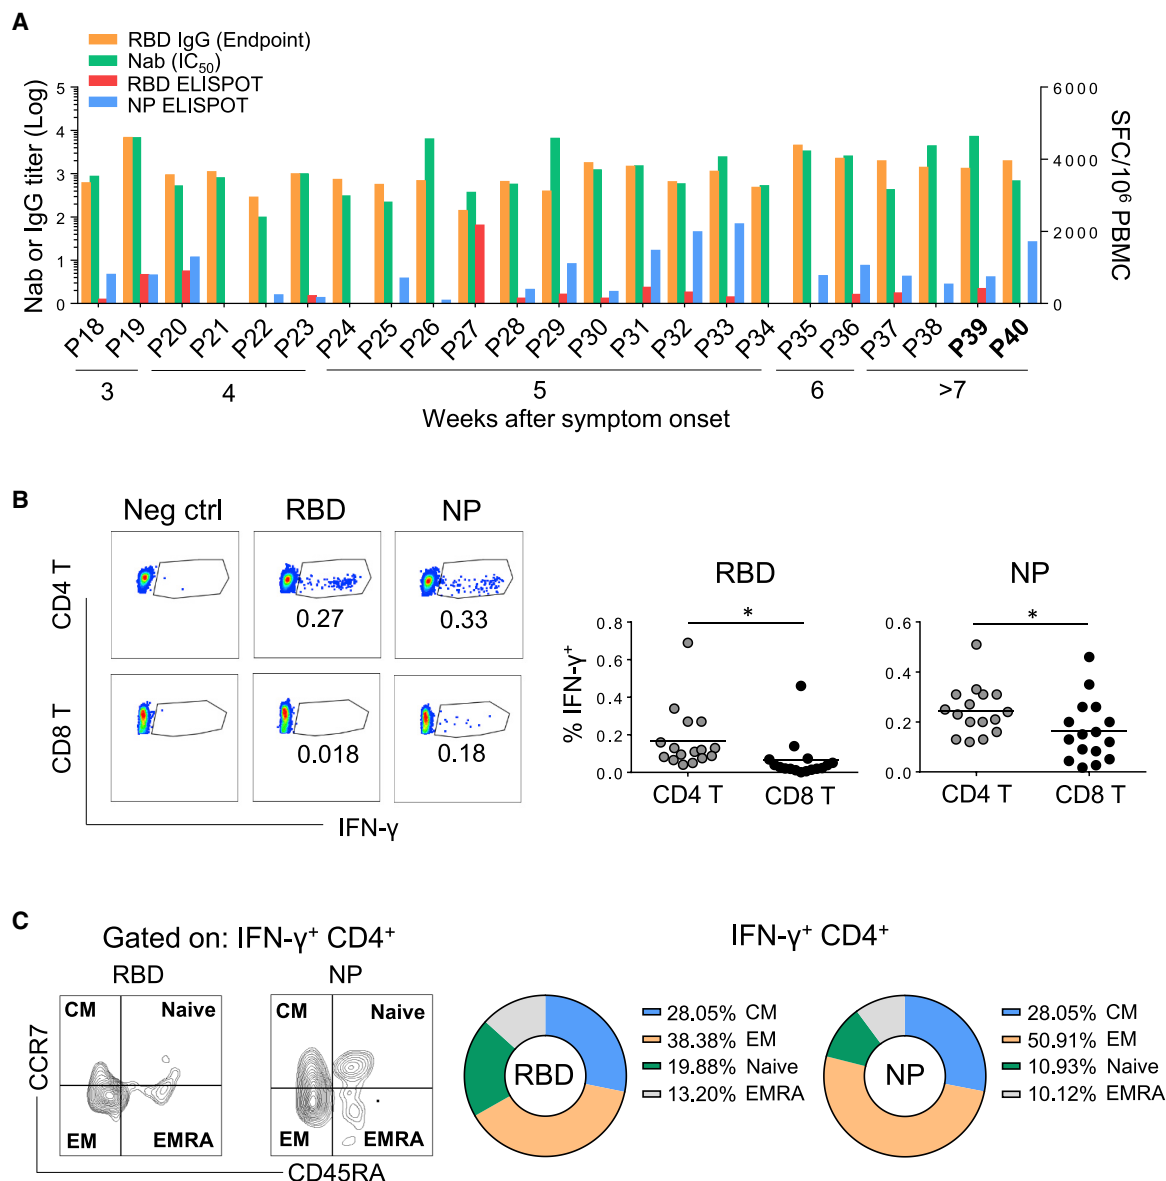 A
RBD IgG (Endpoint)
Nab (IC50)
RBD ELISPOT
NP ELISPOT
Nab or IgG titer (Log)
5
4
3
2
1
0
6000
4000
2000
0
SFC/10⁶ PBMC
P18 P19 P20 P21 P22 P23 P24 P25 P26 P27 P28 P29 P30 P31 P32 P33 P34 P35 P36 P37 P38 P39 P40
3 4 5 6 >7
Weeks after symptom onset
B
Neg ctrl RBD NP
CD4 T
0.27 0.33
CD8 T
0.018 0.18
IFN-γ
RBD
*
% IFN-γ⁺
0.8
0.6
0.4
0.2
0.0
CD4 T CD8 T
NP
*
0.6
0.4
0.2
0.0
CD4 T CD8 T
C
Gated on: IFN-γ⁺ CD4⁺
RBD NP
CM Naive
EM EMRA
CM Naive
EM EMRA
CCR7
CD45RA
IFN-γ⁺ CD4⁺
RBD
28.05% CM
38.38% EM
19.88% Naive
13.20% EMRA
NP
28.05% CM
50.91% EM
10.93% Naive
10.12% EMRA